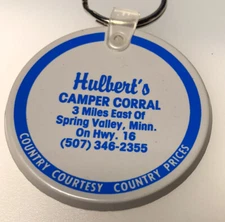 Hulbert's
CAMPER CORRAL
3 Miles East Of
Spring Valley, Minn.
On Hwy. 16
(507) 346-2355
COUNTRY COURTESY COUNTRY PRICES